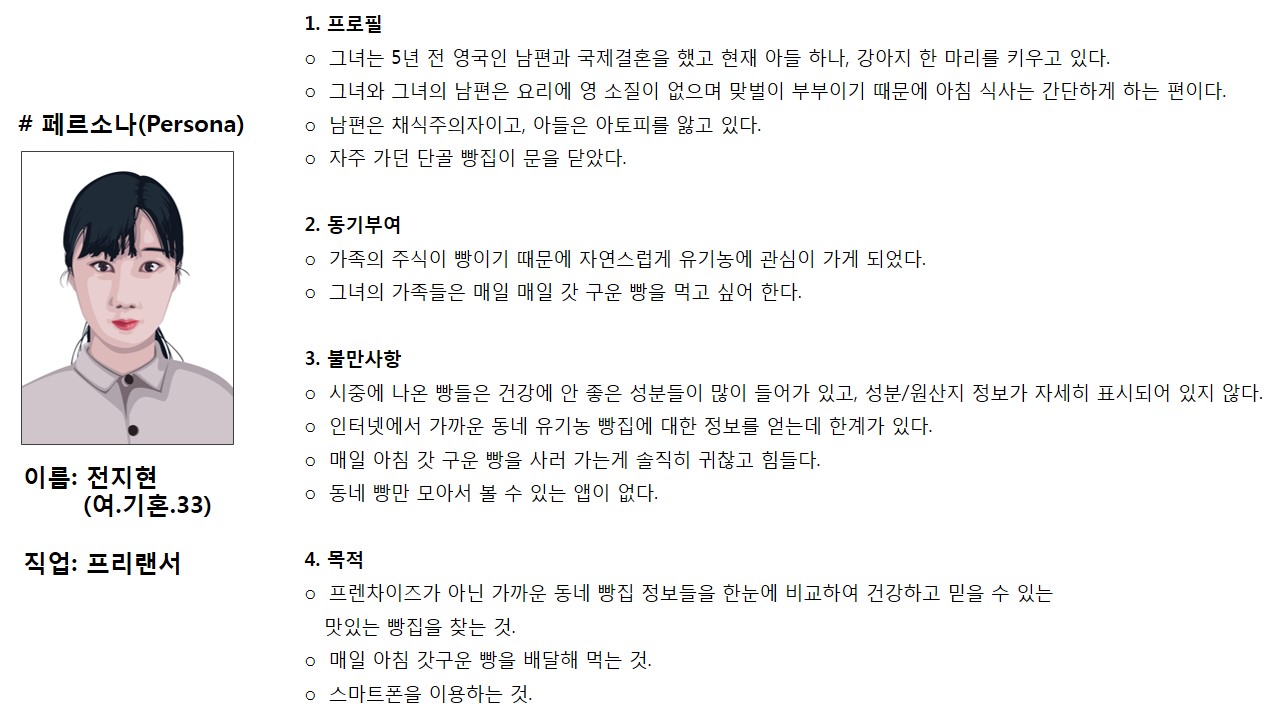 # 페르소나(Persona)
이름: 전지현
(여.기혼.33)
직업: 프리랜서
1. 프로필
○ 그녀는 5년 전 영국인 남편과 국제결혼을 했고 현재 아들 하나, 강아지 한 마리를 키우고 있다.
○ 그녀와 그녀의 남편은 요리에 영 소질이 없으며 맞벌이 부부이기 때문에 아침 식사는 간단하게 하는 편이다.
○ 남편은 채식주의자이고, 아들은 아토피를 앓고 있다.
○ 자주 가던 단골 빵집이 문을 닫았다.
2. 동기부여
○ 가족의 주식이 빵이기 때문에 자연스럽게 유기농에 관심이 가게 되었다.
○ 그녀의 가족들은 매일 매일 갓 구운 빵을 먹고 싶어 한다.
3. 불만사항
○ 시중에 나온 빵들은 건강에 안 좋은 성분들이 많이 들어가 있고, 성분/원산지 정보가 자세히 표시되어 있지 않다.
○ 인터넷에서 가까운 동네 유기농 빵집에 대한 정보를 얻는데 한계가 있다.
○ 매일 아침 갓 구운 빵을 사러 가는게 솔직히 귀찮고 힘들다.
○ 동네 빵만 모아서 볼 수 있는 앱이 없다.
4. 목적
○ 프렌차이즈가 아닌 가까운 동네 빵집 정보들을 한눈에 비교하여 건강하고 믿을 수 있는
맛있는 빵집을 찾는 것.
○ 매일 아침 갓구운 빵을 배달해 먹는 것.
○ 스마트폰을 이용하는 것.